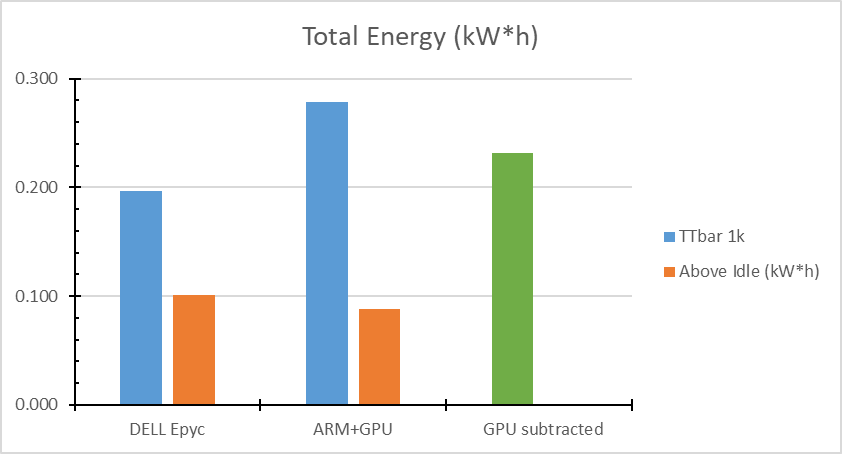 Total Energy (kW*h)
0.300
0.200
0.100
0.000
DELL Epyc
ARM+GPU
GPU subtracted
TTbar 1k
Above Idle (kW*h)